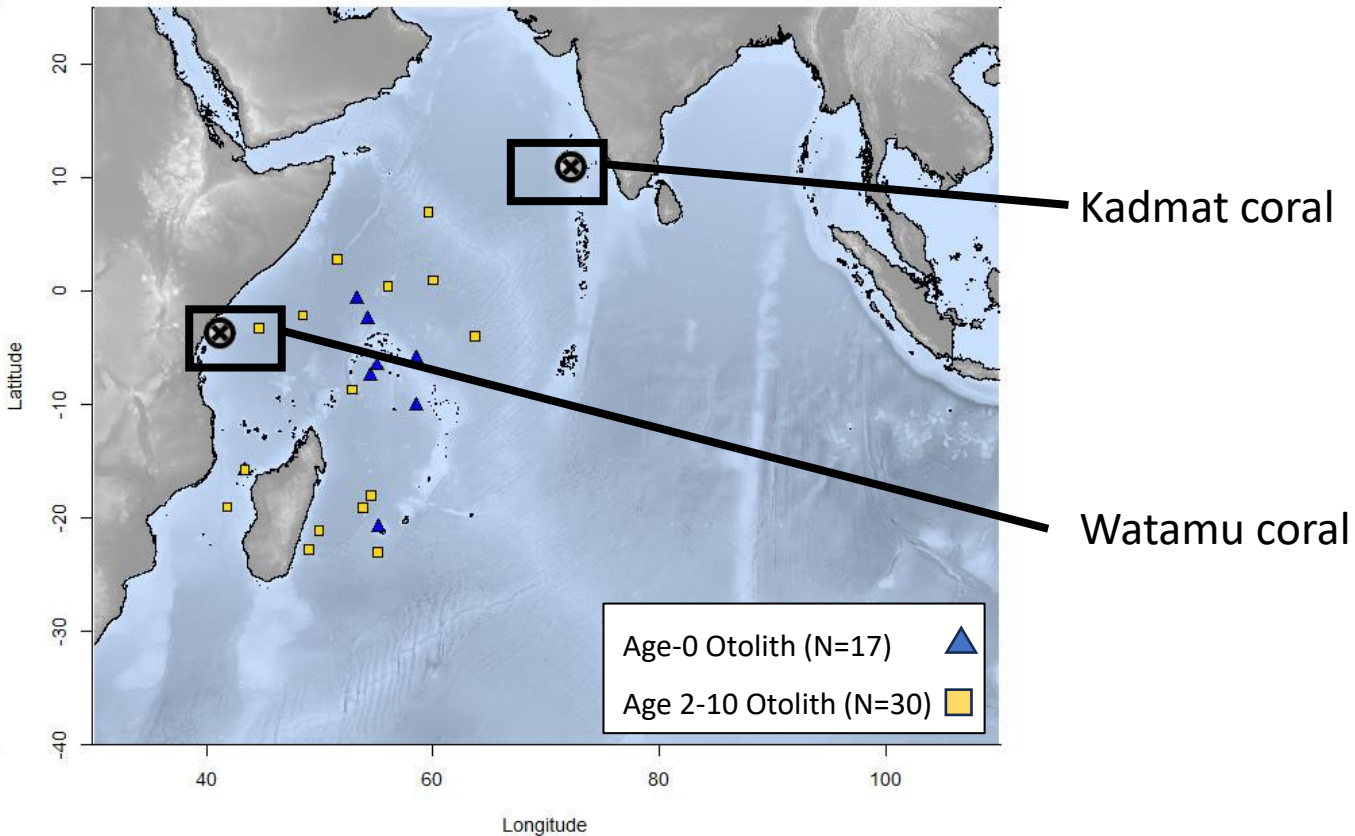 20
10
0
-10
-20
-30
-40
Latitude
40
60
80
100
Longitude
Kadmat coral
Watamu coral
Age-0 Otolith (N=17)
Age 2-10 Otolith (N=30)